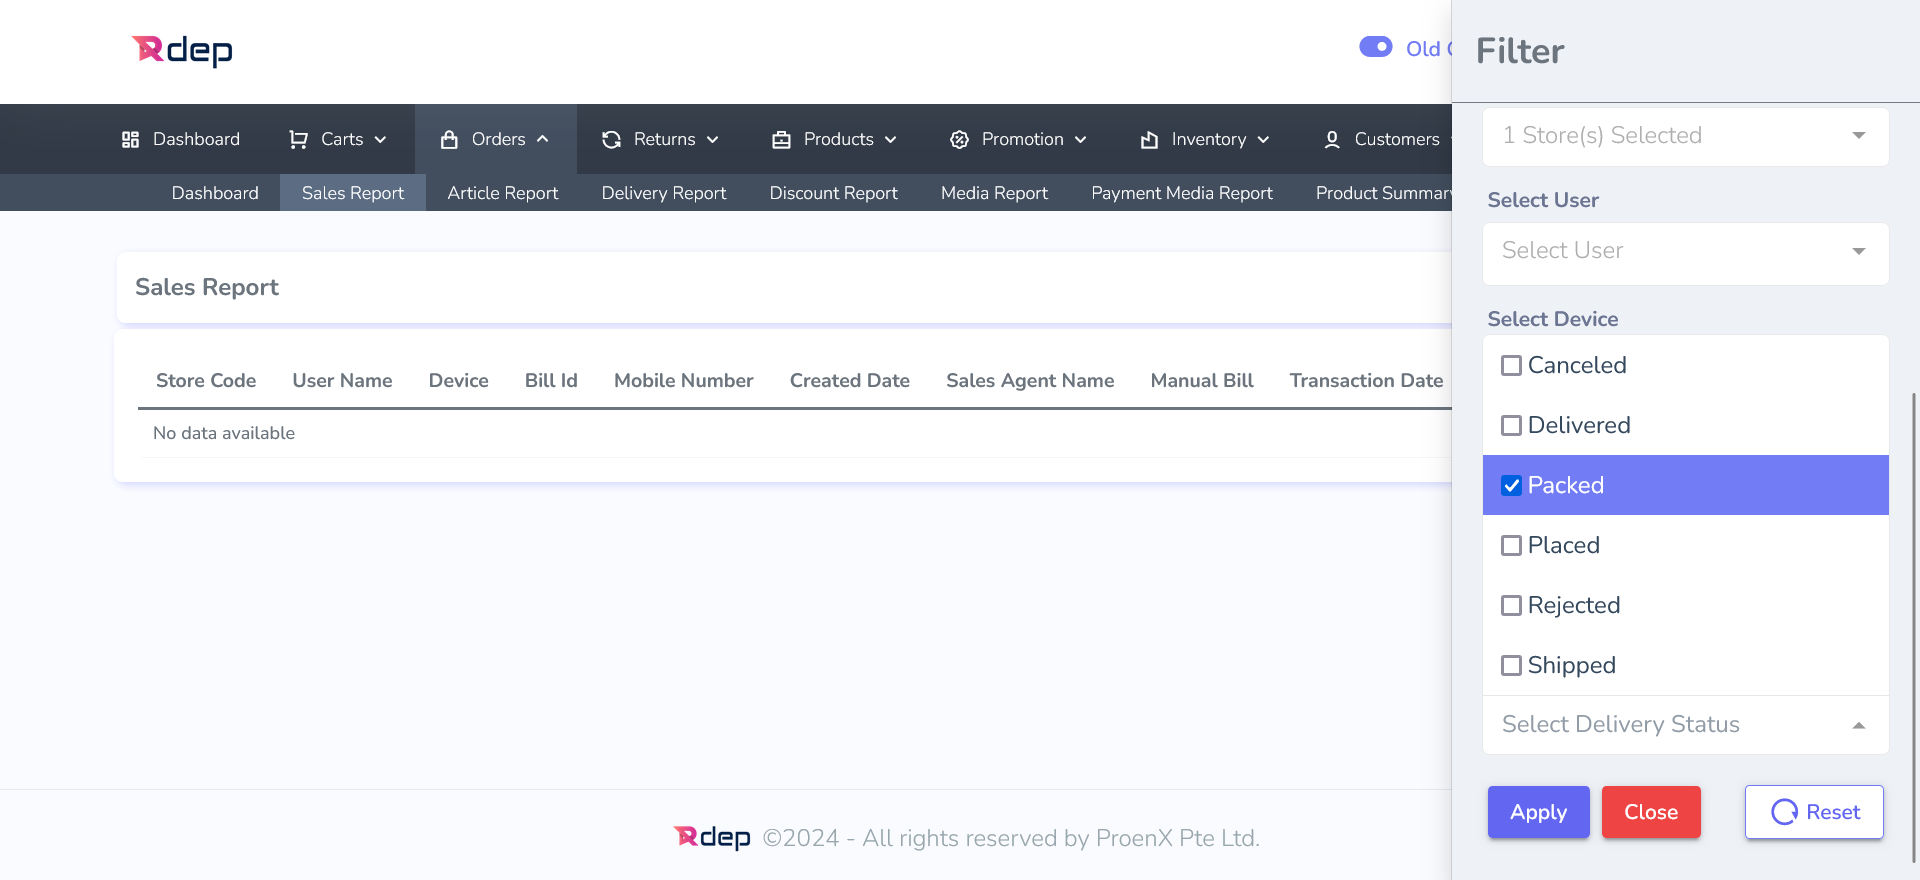 Rdep
Old
Filter
Dashboard
Carts
Orders
Returns
Products
Promotion
Inventory
Customers
Dashboard
Sales Report
Article Report
Delivery Report
Discount Report
Media Report
Payment Media Report
Product Summary
1 Store(s) Selected
Select User
Select User
Select Device
Sales Report
Store Code
User Name
Device
Bill Id
Mobile Number
Created Date
Sales Agent Name
Manual Bill
Transaction Date
No data available
Canceled
Delivered
Packed
Placed
Rejected
Shipped
Select Delivery Status
Apply
Close
Reset
Rdep ©2024 - All rights reserved by ProenX Pte Ltd.